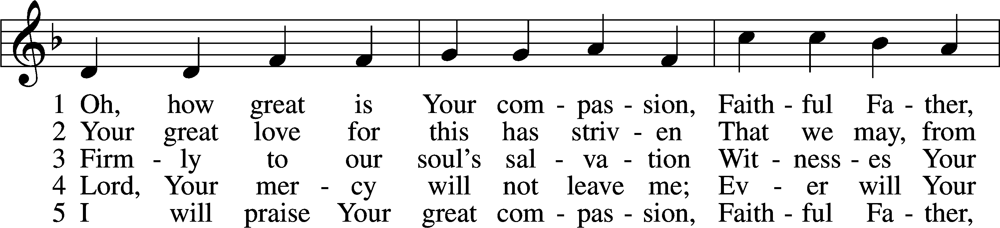 1 Oh, how great is Your com - pas - sion, Faith - ful Fa - ther,
2 Your great love for this has striv - en That we may, from
3 Firm - ly to our soul's sal - va - tion Wit - ness - es Your
4 Lord, Your mer - cy will not leave me; Ev - er will Your
5 I will praise Your great com - pas - sion, Faith - ful Fa - ther,